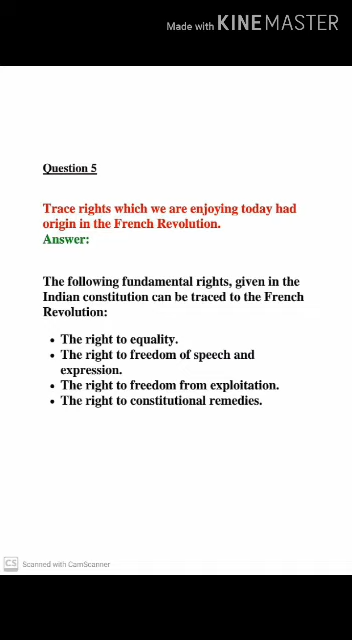 Made with KINEMASTER
Question 5
Trace rights which we are enjoying today had
origin in the French Revolution.
Answer:
The following fundamental rights, given in the
Indian constitution can be traced to the French
Revolution:
• The right to equality.
• The right to freedom of speech and
expression.
• The right to freedom from exploitation.
• The right to constitutional remedies.
CS Scanned with CamScanner